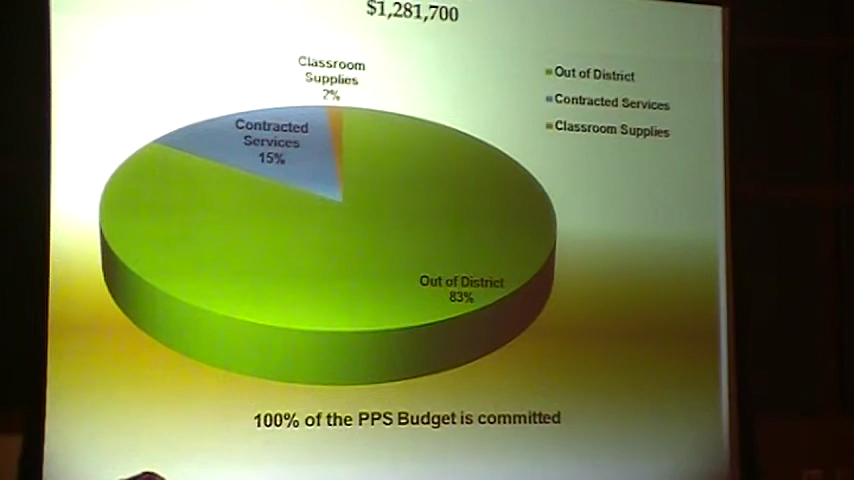 $1,281,700
Classroom
Supplies
2%
Out of District
Contracted Services
Classroom Supplies
Contracted
Services
15%
Out of District
83%
100% of the PPS Budget is committed